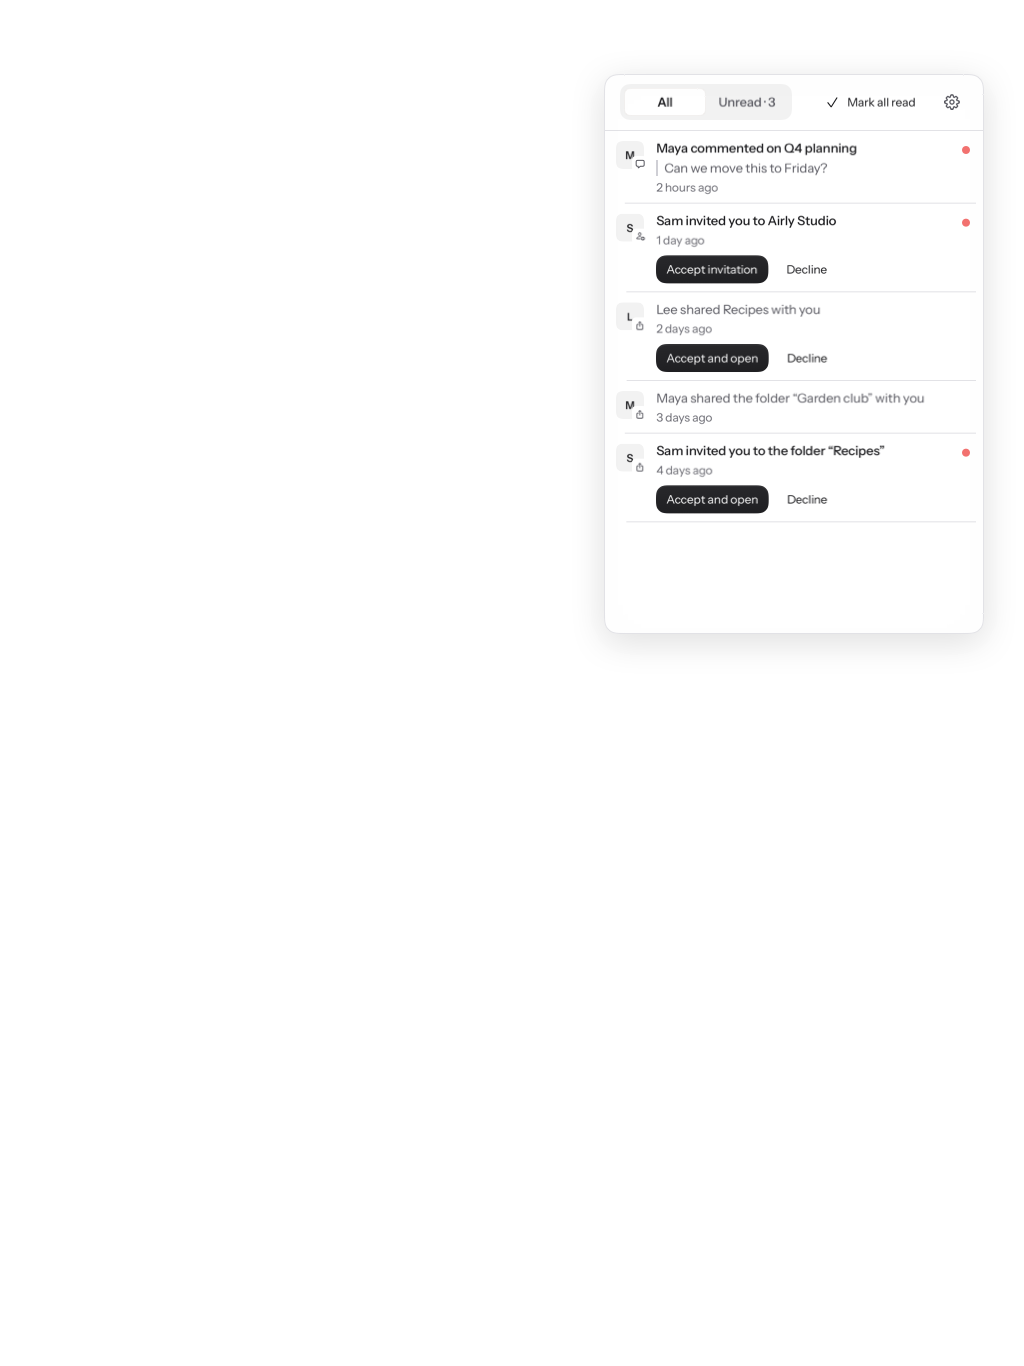 All Unread · 3 Mark all read
M
Maya commented on Q4 planning
Can we move this to Friday?
2 hours ago
S
Sam invited you to Airly Studio
1 day ago
Accept invitation Decline
L
Lee shared Recipes with you
2 days ago
Accept and open Decline
M
Maya shared the folder “Garden club” with you
3 days ago
S
Sam invited you to the folder “Recipes”
4 days ago
Accept and open Decline